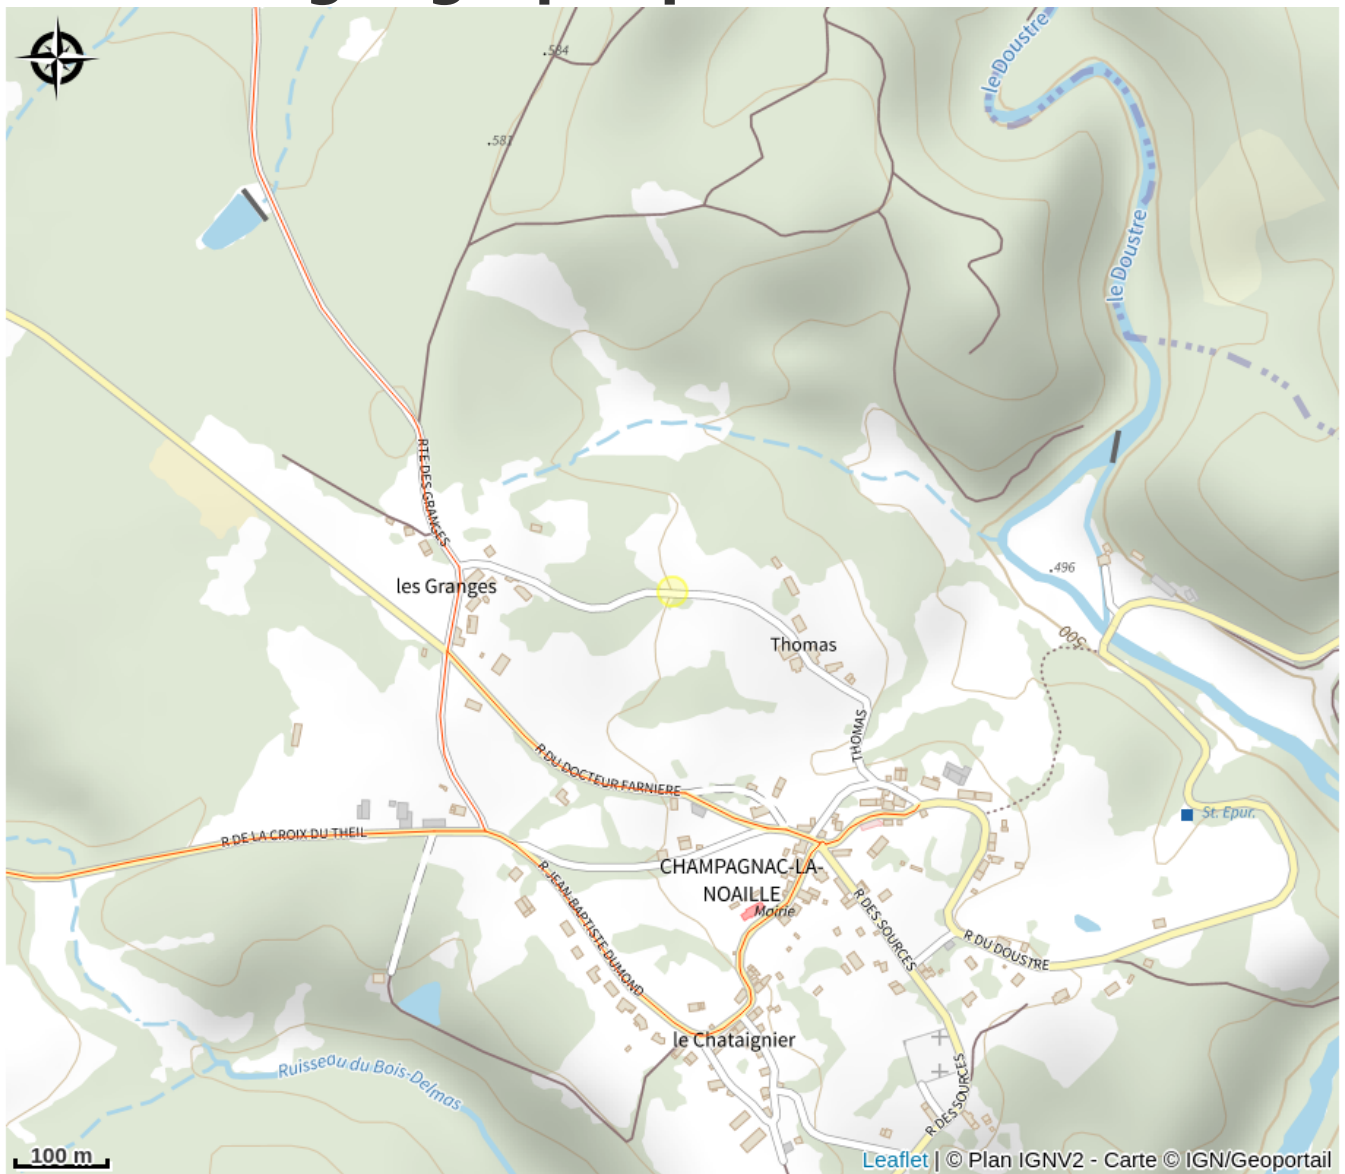 le Doustre
.584
.581
le Doustre
RTE DES GRANGES
les Granges
.496
500
Thomas
THOMAS
R DU DOCTEUR FARNIERE
St. Epur.
R DE LA CROIX DU THEIL
CHAMPAGNAC-LA-
NOAILLE
Mairie
R JEAN-BAPTISTE DUMOND
R DES SOURCES
R DU DOUSTRE
le Chataignier
Ruisseau du Bois-Delmas
R DES SOURCES
100 m
Leaflet | © Plan IGNV2 - Carte © IGN/Geoportail